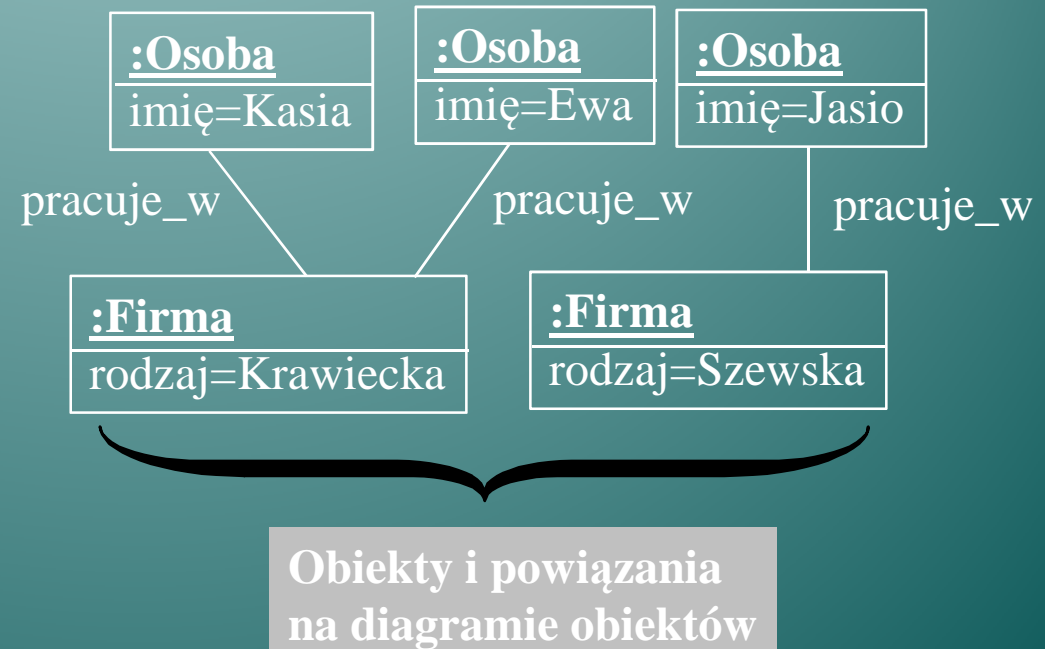 :Osoba
imię=Kasia
:Osoba
imię=Ewa
:Osoba
imię=Jasio
pracuje_w
pracuje_w
pracuje_w
:Firma
rodzaj=Krawiecka
:Firma
rodzaj=Szewska
Obiekty i powiązania
na diagramie obiektów